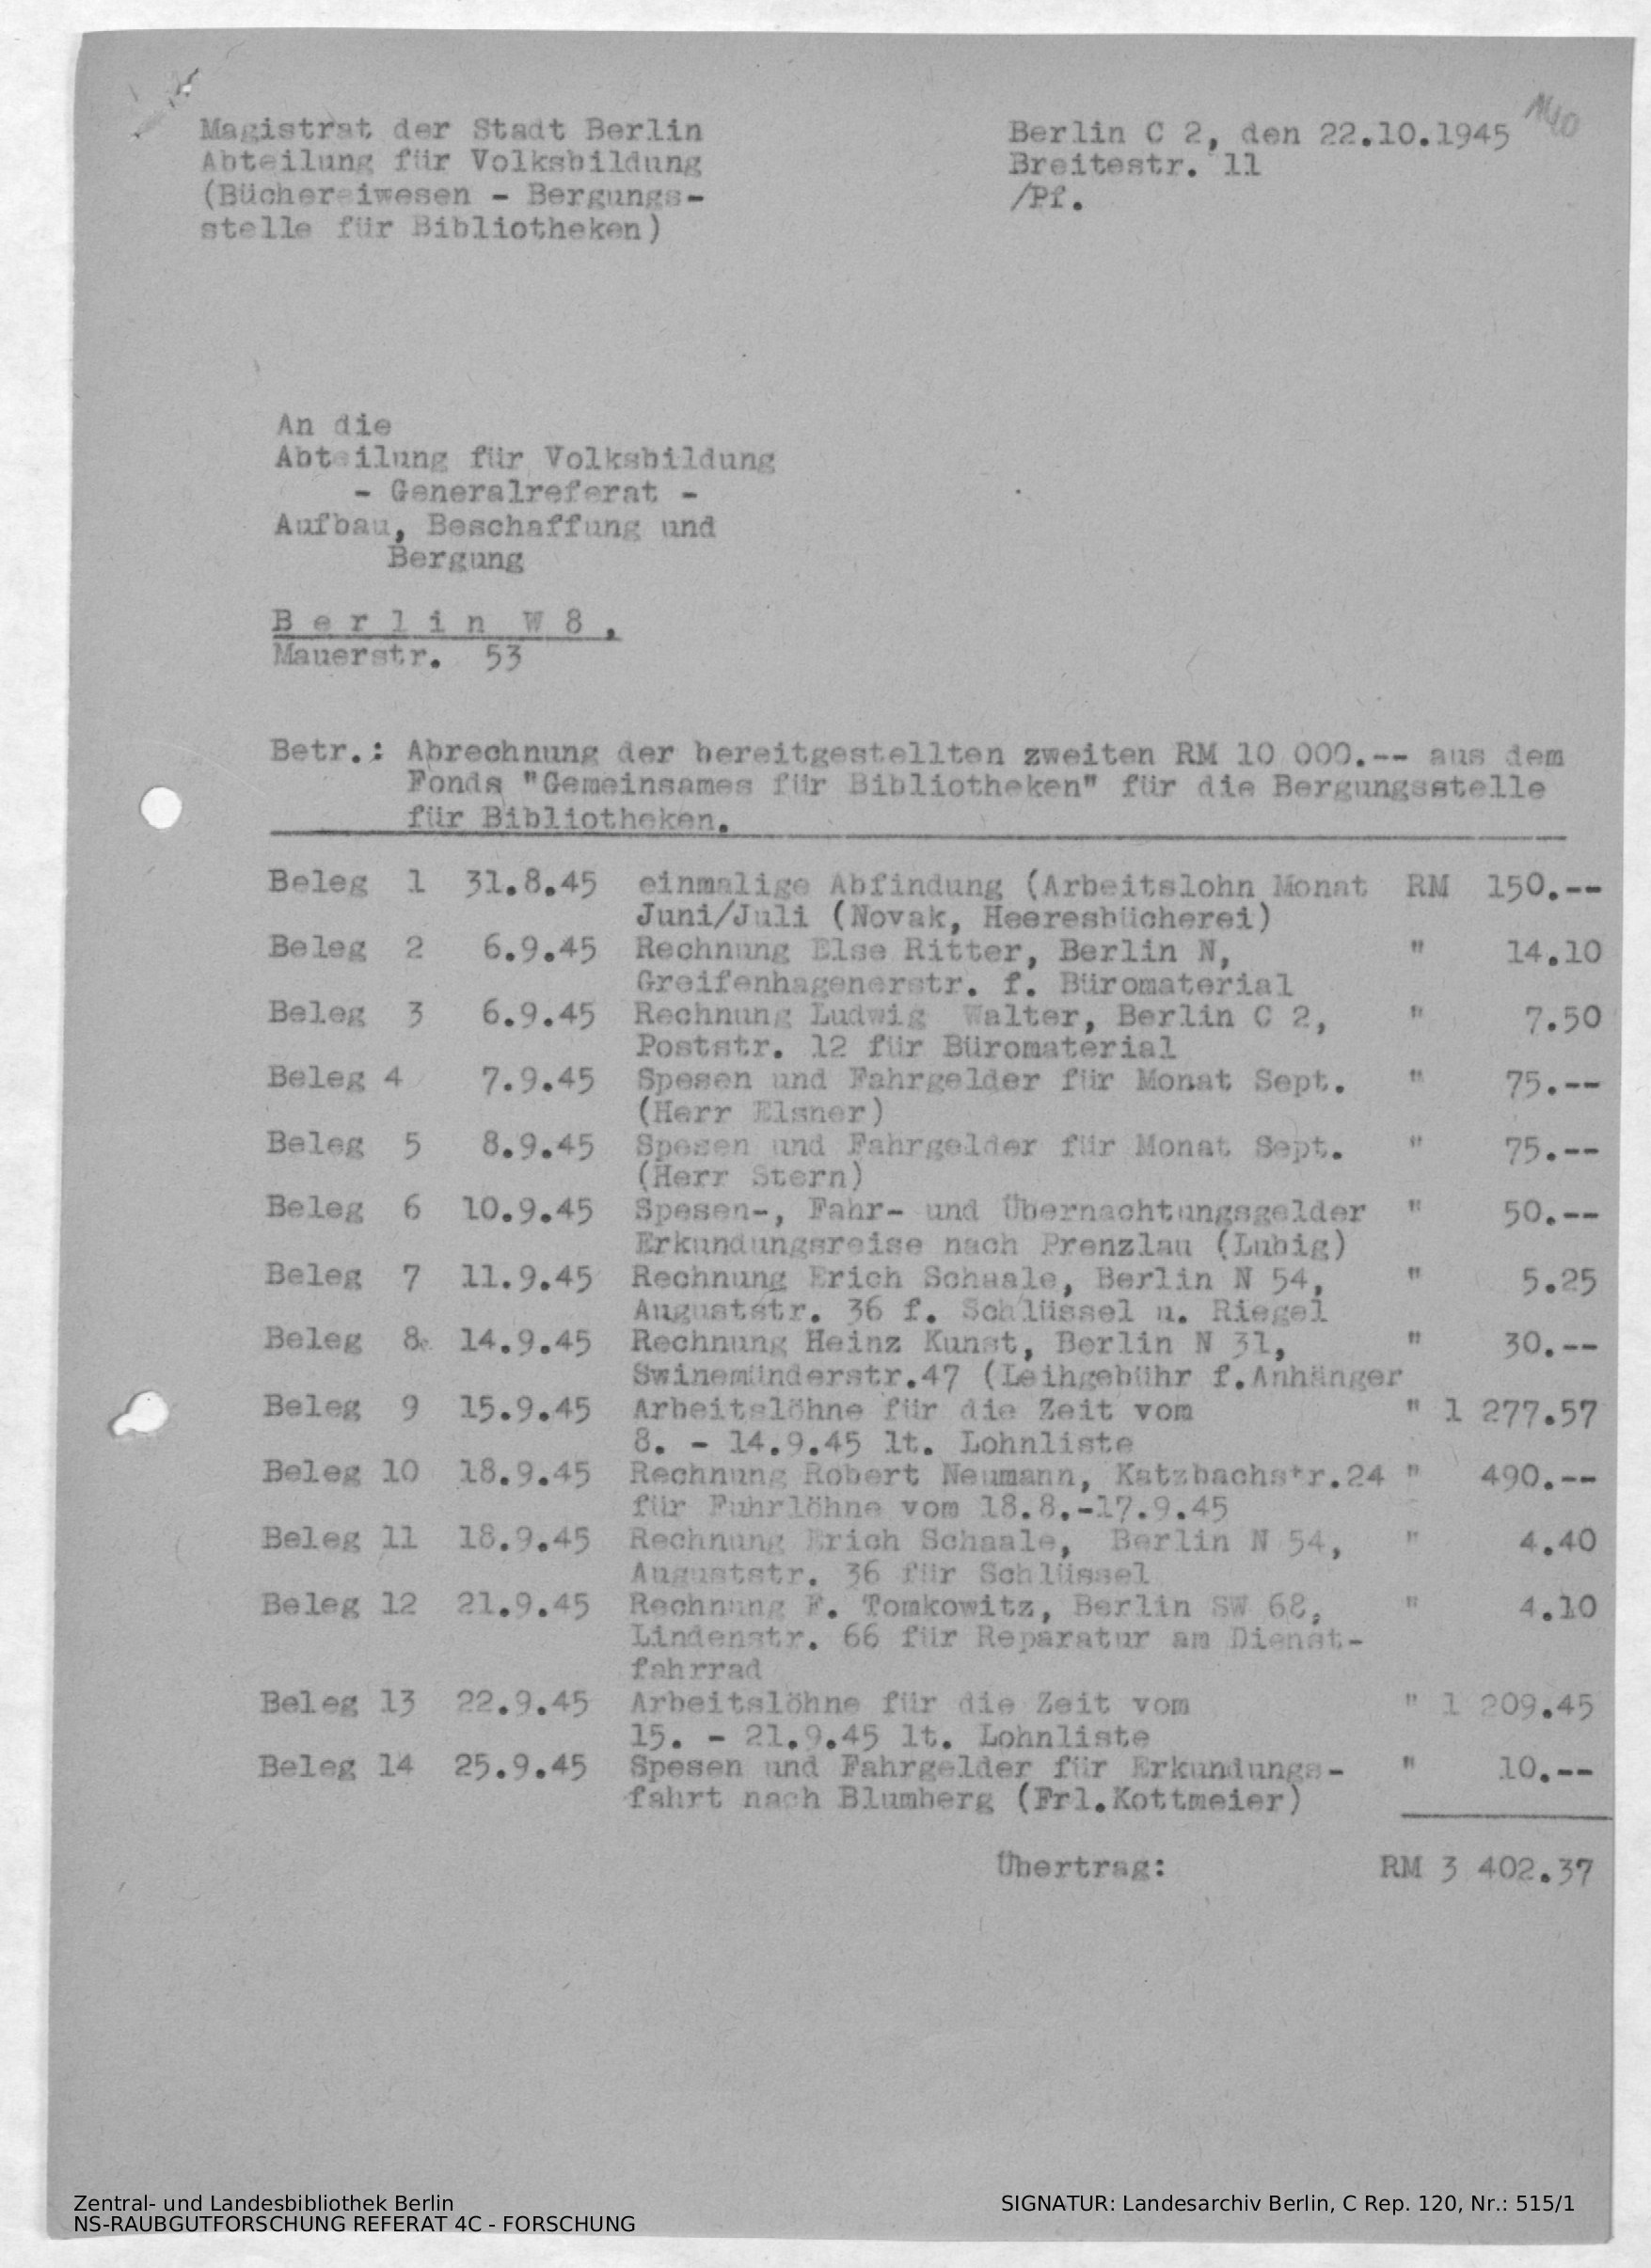 140
Magistrat der Stadt Berlin
Abteilung für Volksbildung
(Büchereiwesen - Bergungs-
stelle für Bibliotheken)
Berlin C 2, den 22.10.1945
Breitestr. 11
/Pf.
An die
Abteilung für Volksbildung
- Generalreferat -
Aufbau, Beschaffung und
Bergung
B e r l i n W 8 ,
Mauerstr. 53
Betr.: Abrechnung der bereitgestellten zweiten RM 10 000.-- aus dem
Fonds "Gemeinsames für Bibliotheken" für die Bergungsstelle
für Bibliotheken.
Beleg 1 31.8.45 einmalige Abfindung (Arbeitslohn Monat RM 150.--
Juni/Juli (Novak, Heeresbücherei)
Beleg 2 6.9.45 Rechnung Else Ritter, Berlin N, " 14.10
Greifenhagenerstr. f. Büromaterial
Beleg 3 6.9.45 Rechnung Ludwig Walter, Berlin C 2, " 7.50
Poststr. 12 für Büromaterial
Beleg 4 7.9.45 Spesen und Fahrgelder für Monat Sept. " 75.--
(Herr Elsner)
Beleg 5 8.9.45 Spesen und Fahrgelder für Monat Sept. " 75.--
(Herr Stern)
Beleg 6 10.9.45 Spesen-, Fahr- und Übernachtungsgelder " 50.--
Erkundungsreise nach Prenzlau (Lubig)
Beleg 7 11.9.45 Rechnung Erich Schaale, Berlin N 54, " 5.25
Auguststr. 36 f. Schlüssel u. Riegel
Beleg 8 14.9.45 Rechnung Heinz Kunst, Berlin N 31, " 30.--
Swinemünderstr.47 (Leihgebühr f.Anhänger
Beleg 9 15.9.45 Arbeitslöhne für die Zeit vom " 1 277.57
8. - 14.9.45 lt. Lohnliste
Beleg 10 18.9.45 Rechnung Robert Neumann, Katzbachstr.24 " 490.--
für Fuhrlöhne vom 18.8.-17.9.45
Beleg 11 18.9.45 Rechnung Erich Schaale, Berlin N 54, " 4.40
Auguststr. 36 für Schlüssel
Beleg 12 21.9.45 Rechnung F. Tomkowitz, Berlin SW 68, " 4.10
Lindenstr. 66 für Reparatur am Dienst-
fahrrad
Beleg 13 22.9.45 Arbeitslöhne für die Zeit vom " 1 209.45
15. - 21.9.45 lt. Lohnliste
Beleg 14 25.9.45 Spesen und Fahrgelder für Erkundungs- " 10.--
fahrt nach Blumberg (Frl.Kottmeier)
Übertrag: RM 3 402.37
Zentral- und Landesbibliothek Berlin
NS-RAUBGUTFORSCHUNG REFERAT 4C - FORSCHUNG
SIGNATUR: Landesarchiv Berlin, C Rep. 120, Nr.: 515/1